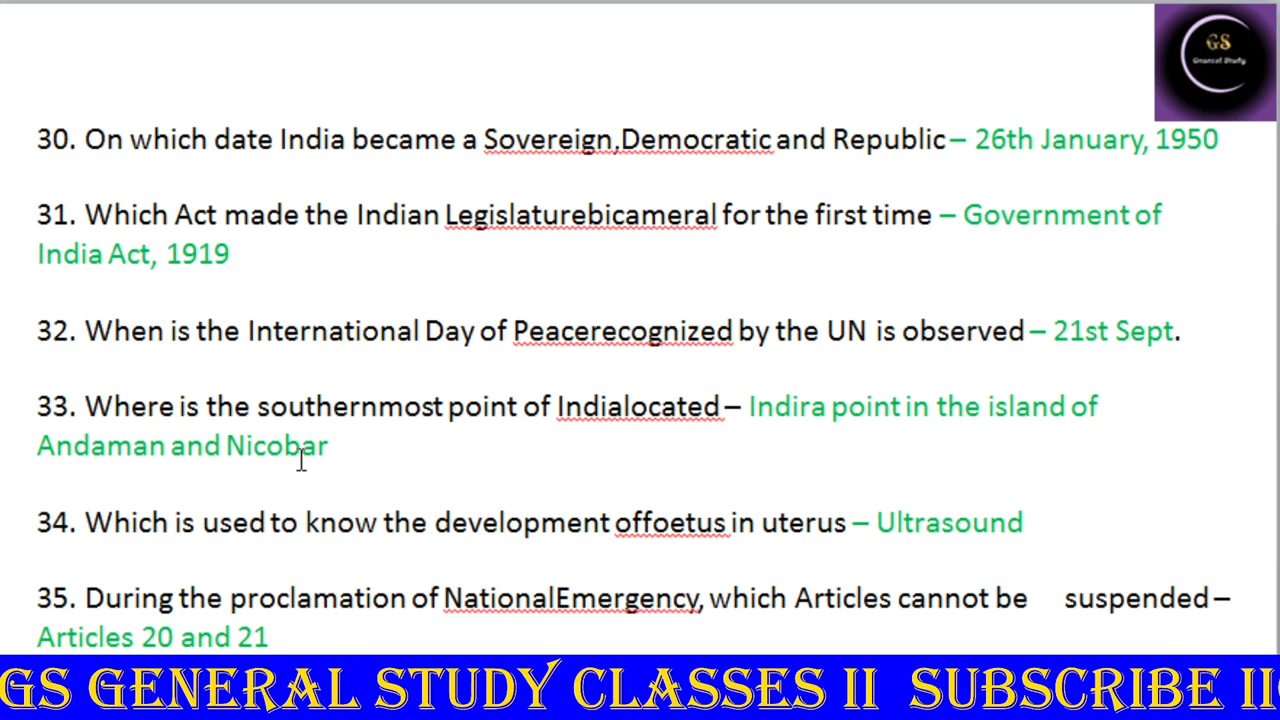 GS
General Study
30. On which date India became a Sovereign,Democratic and Republic – 26th January, 1950
31. Which Act made the Indian Legislaturebicameral for the first time – Government of
India Act, 1919
32. When is the International Day of Peacerecognized by the UN is observed – 21st Sept.
33. Where is the southernmost point of Indialocated – Indira point in the island of
Andaman and Nicobar
34. Which is used to know the development offoetus in uterus – Ultrasound
35. During the proclamation of NationalEmergency, which Articles cannot be suspended –
Articles 20 and 21
GS GENERAL STUDY CLASSES II SUBSCRIBE II